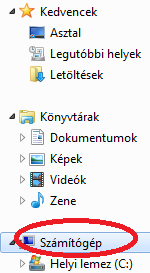 Kedvencek
Asztal
Legutóbbi helyek
Letöltések
Könyvtárak
Dokumentumok
Képek
Videók
Zene
Számítógép
Helyi lemez (C:)